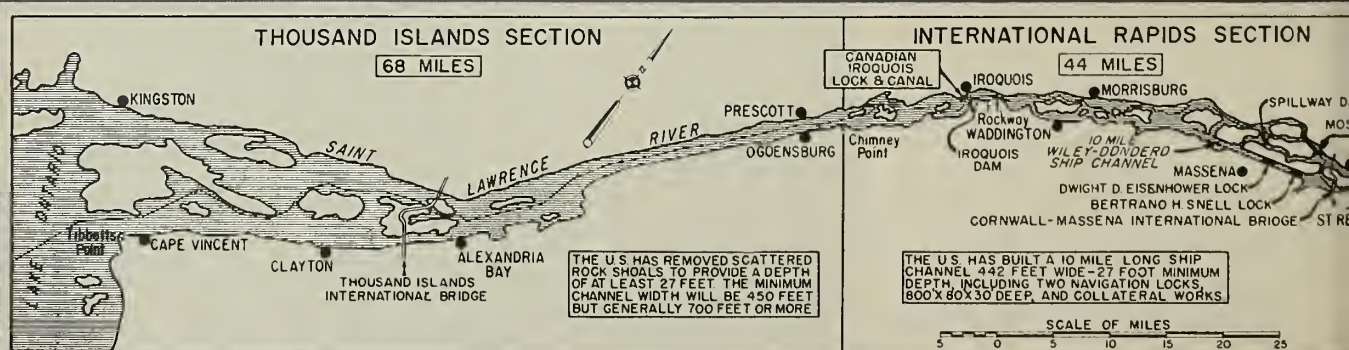 THOUSAND ISLANDS SECTION
68 MILES
KINGSTON
SAINT
LAWRENCE
RIVER
PRESCOTT
OGDENSBURG
LAKE ONTARIO
Tibbetts
Point
CAPE VINCENT
CLAYTON
THOUSAND ISLANDS
INTERNATIONAL BRIDGE
ALEXANDRIA
BAY
THE U.S. HAS REMOVED SCATTERED
ROCK SHOALS TO PROVIDE A DEPTH
OF AT LEAST 27 FEET. THE MINIMUM
CHANNEL WIDTH WILL BE 450 FEET
BUT GENERALLY 700 FEET OR MORE
INTERNATIONAL RAPIDS SECTION
44 MILES
CANADIAN
IROQUOIS
LOCK & CANAL
IROQUOIS
MORRISBURG
SPILLWAY D
MOS
Chimney
Point
Rockway
WADDINGTON
IROQUOIS
DAM
10 MILE
WILEY-DONDERO
SHIP CHANNEL
MASSENA
DWIGHT D. EISENHOWER LOCK
BERTRAND H. SNELL LOCK
CORNWALL-MASSENA INTERNATIONAL BRIDGE
ST RE
THE U.S. HAS BUILT A 10 MILE LONG SHIP
CHANNEL 442 FEET WIDE-27 FOOT MINIMUM
DEPTH, INCLUDING TWO NAVIGATION LOCKS,
800'X80'X30' DEEP, AND COLLATERAL WORKS.
SCALE OF MILES
5 0 5 10 15 20 25